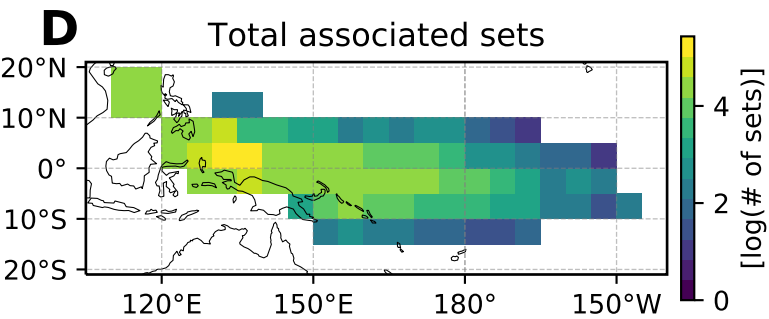 D
Total associated sets
20°N
10°N
0°
10°S
20°S
120°E 150°E 180° 150°W
4
2
0
[log(# of sets)]